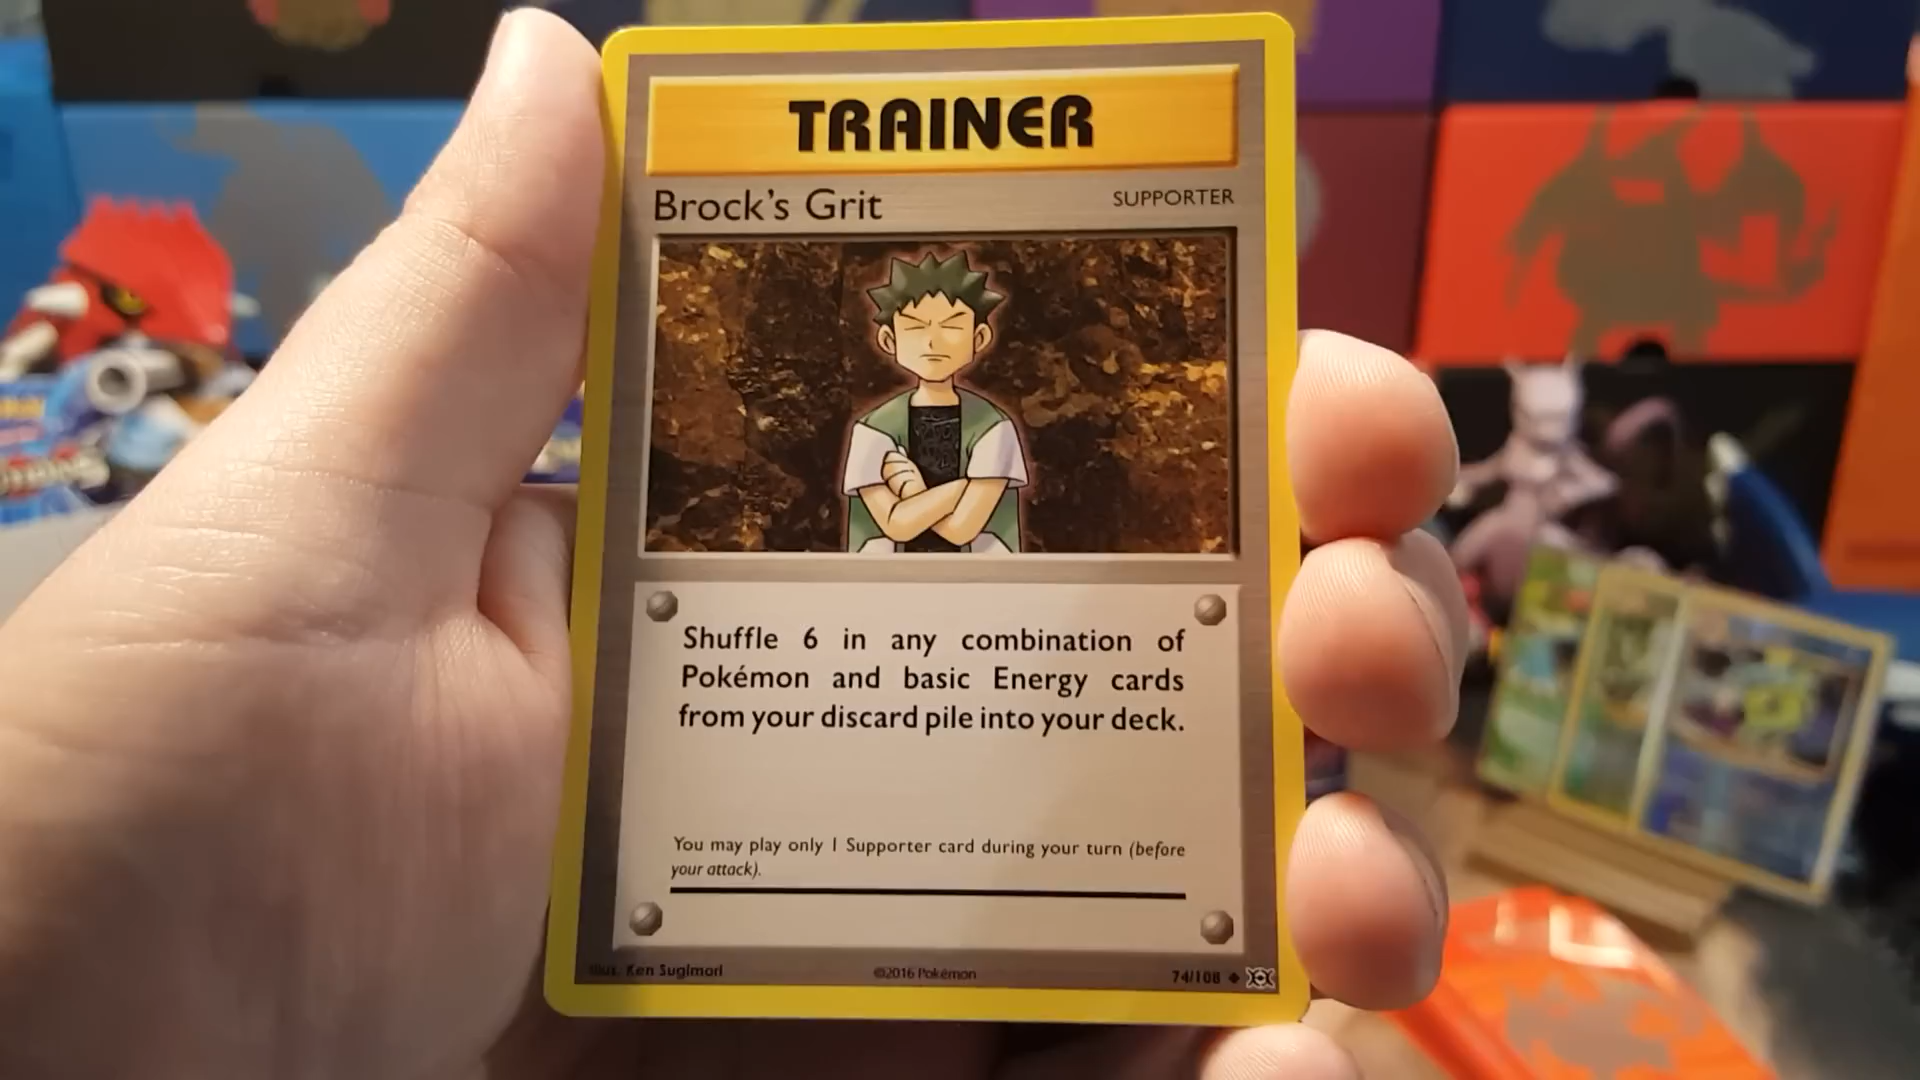 TRAINER
Brock's Grit
SUPPORTER
Shuffle 6 in any combination of
Pokémon and basic Energy cards
from your discard pile into your deck.
You may play only 1 Supporter card during your turn (before
your attack).
Illus. Ken Sugimori
©2016 Pokémon
74/108